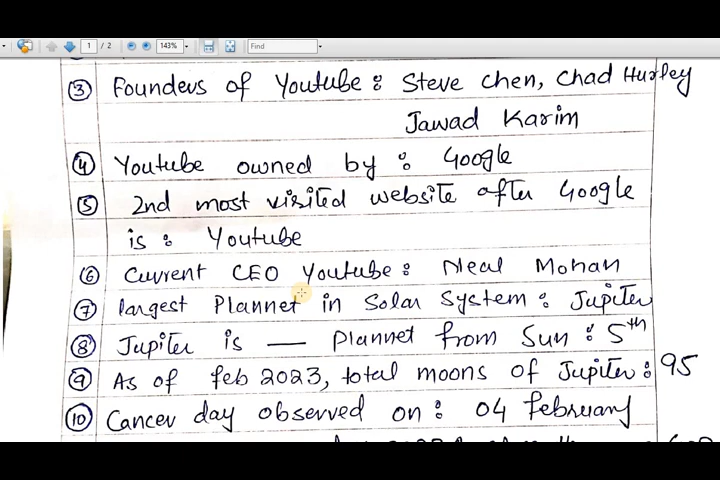 1 / 2 143% Find
③ Founders of Youtube : Steve Chen, Chad Hurley
Jawad Karim
④ Youtube owned by : Google
⑤ 2nd most visited website after Google
is : Youtube
⑥ Current CEO Youtube : Neal Mohan
⑦ largest Plannet in Solar System : Jupiter
⑧ Jupiter is — Plannet from Sun : 5th
⑨ As of feb 2023, total moons of Jupiter : 95
⑩ Cancer day observed on : 04 february